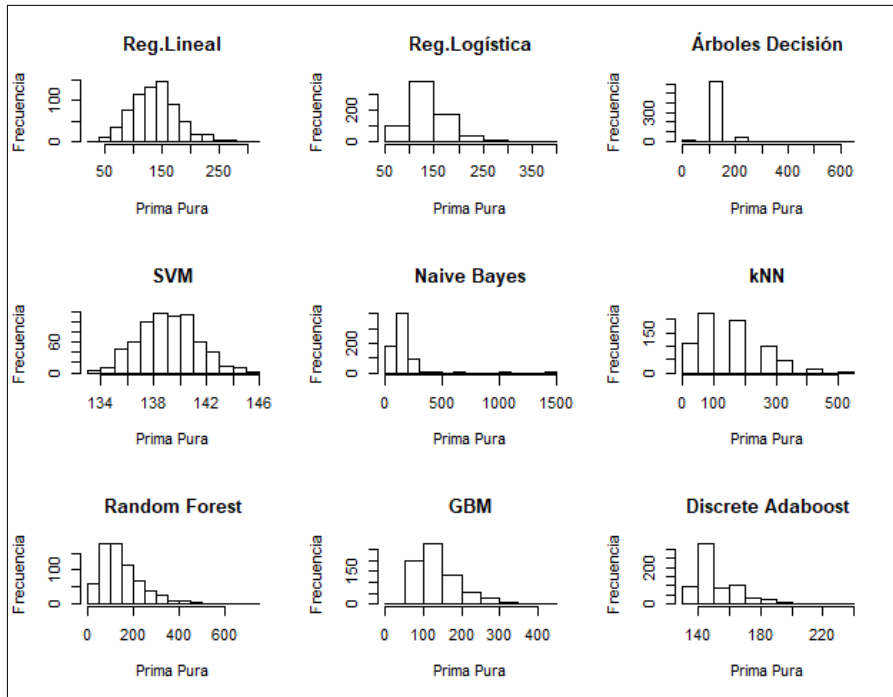 Reg.Lineal
Frecuencia
0 100
50 150 250
Prima Pura
Reg.Logística
Frecuencia
0 200
50 150 250 350
Prima Pura
Árboles Decisión
Frecuencia
0 300
0 200 400 600
Prima Pura
SVM
Frecuencia
0 60
134 138 142 146
Prima Pura
Naive Bayes
Frecuencia
0 200
0 500 1000 1500
Prima Pura
kNN
Frecuencia
0 150
0 100 300 500
Prima Pura
Random Forest
Frecuencia
0 100
0 200 400 600
Prima Pura
GBM
Frecuencia
0 150
0 100 200 300 400
Prima Pura
Discrete Adaboost
Frecuencia
0 200
140 180 220
Prima Pura